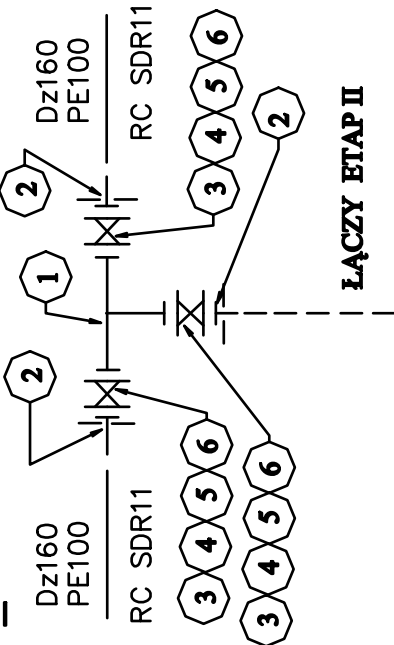 2
1
2
Dz160
PE100
RC SDR11
Dz160
PE100
RC SDR11
3 4 5 6
3 4 5 6
3 4 5 6
2
ŁĄCZY ETAP II